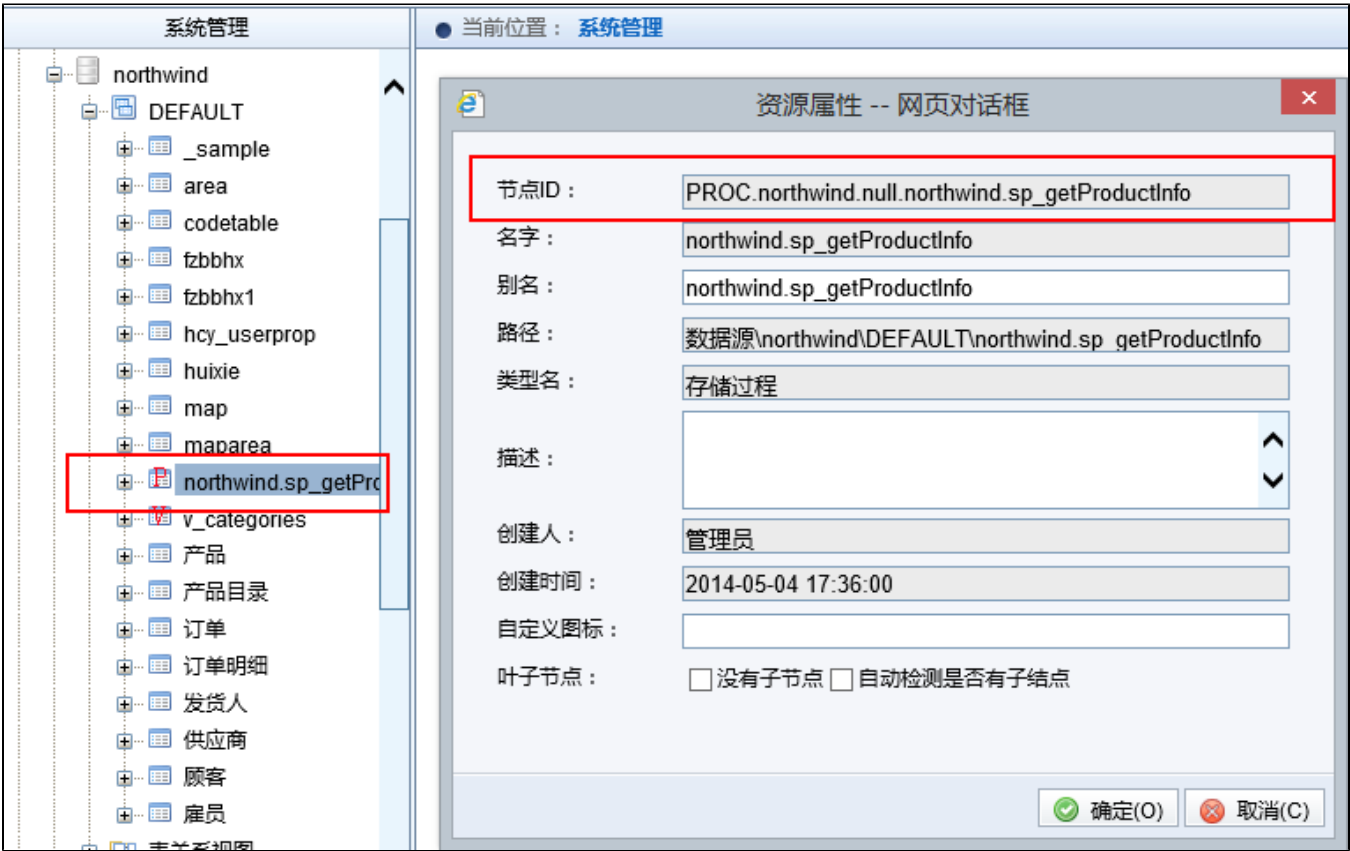 系统管理
northwind
DEFAULT
_sample
area
codetable
fzbbhx
fzbbhx1
hcy_userprop
huixie
map
maparea
northwind.sp_getPro
v_categories
产品
产品目录
订单
订单明细
发货人
供应商
顾客
雇员
表关系视图
当前位置： 系统管理
资源属性 -- 网页对话框
节点ID： PROC.northwind.null.northwind.sp_getProductInfo
名字： northwind.sp_getProductInfo
别名： northwind.sp_getProductInfo
路径： 数据源\northwind\DEFAULT\northwind.sp_getProductInfo
类型名： 存储过程
描述：
创建人： 管理员
创建时间： 2014-05-04 17:36:00
自定义图标：
叶子节点： 没有子节点 自动检测是否有子结点
确定(O) 取消(C)